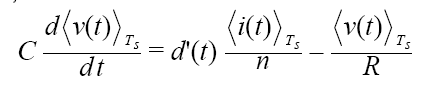 C d⟨v(t)⟩_{T_s} / dt = d'(t) ⟨i(t)⟩_{T_s} / n − ⟨v(t)⟩_{T_s} / R